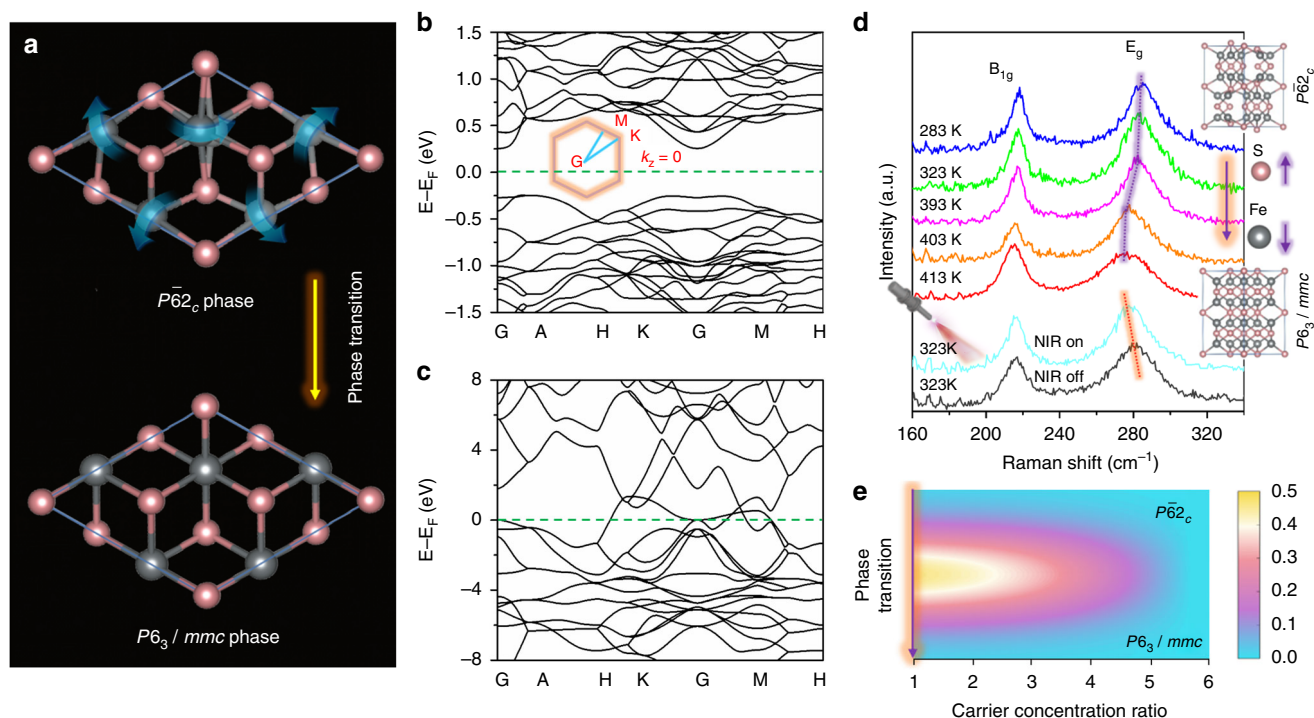 a
P6̅2c phase
Phase transition
P63 / mmc phase
b
1.5
1.0
0.5
0.0
−0.5
−1.0
−1.5
E−EF (eV)
M
K
G
kz = 0
G A H K G M H
c
8
4
0
−4
−8
E−EF (eV)
G A H K G M H
d
B1g
Eg
283 K
323 K
393 K
403 K
413 K
323K
NIR on
323K
NIR off
Intensity (a.u.)
160 200 240 280 320
Raman shift (cm−1)
P6̅2c
S
Fe
P63 / mmc
e
P6̅2c
P63 / mmc
Phase
transition
1 2 3 4 5 6
Carrier concentration ratio
0.5
0.4
0.3
0.2
0.1
0.0